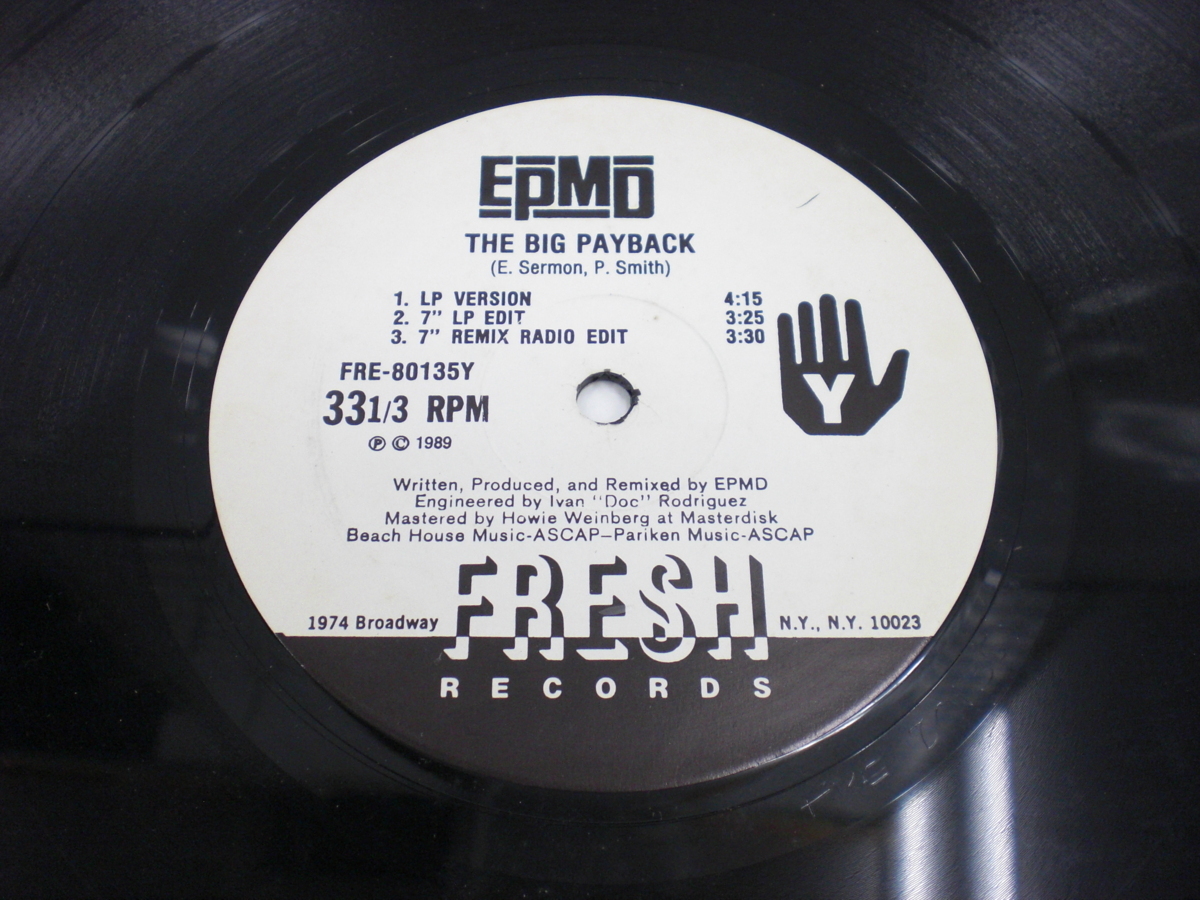 EPMD
THE BIG PAYBACK
(E. Sermon, P. Smith)
1. LP VERSION 4:15
2. 7" LP EDIT 3:25
3. 7" REMIX RADIO EDIT 3:30
FRE-80135Y
33 1/3 RPM
℗ © 1989
Y
Written, Produced, and Remixed by EPMD
Engineered by Ivan "Doc" Rodriguez
Mastered by Howie Weinberg at Masterdisk
Beach House Music-ASCAP—Pariken Music-ASCAP
1974 Broadway FRESH N.Y., N.Y. 10023
RECORDS